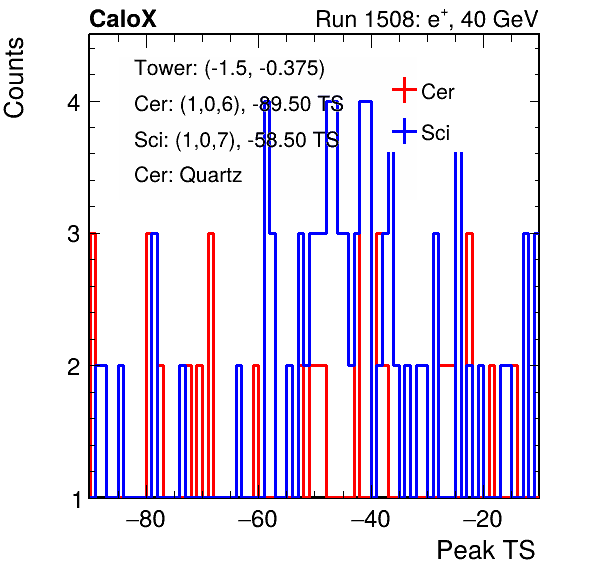 CaloX
Run 1508: e+, 40 GeV
Counts
Tower: (-1.5, -0.375)
Cer: (1,0,6), -89.50 TS
Sci: (1,0,7), -58.50 TS
Cer: Quartz
Cer
Sci
4
3
2
1
−80
−60
−40
−20
Peak TS